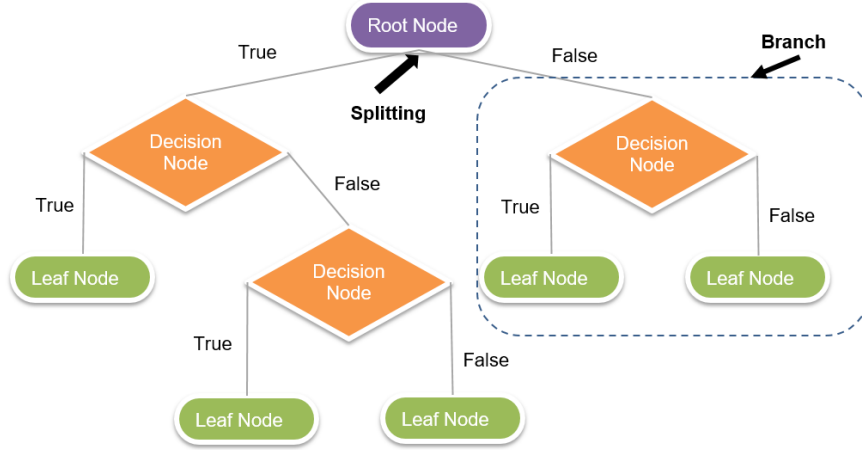 Root Node
True
False
Branch
Splitting
Decision
Node
Decision
Node
True
False
True
False
Leaf Node
Decision
Node
Leaf Node
Leaf Node
True
False
Leaf Node
Leaf Node